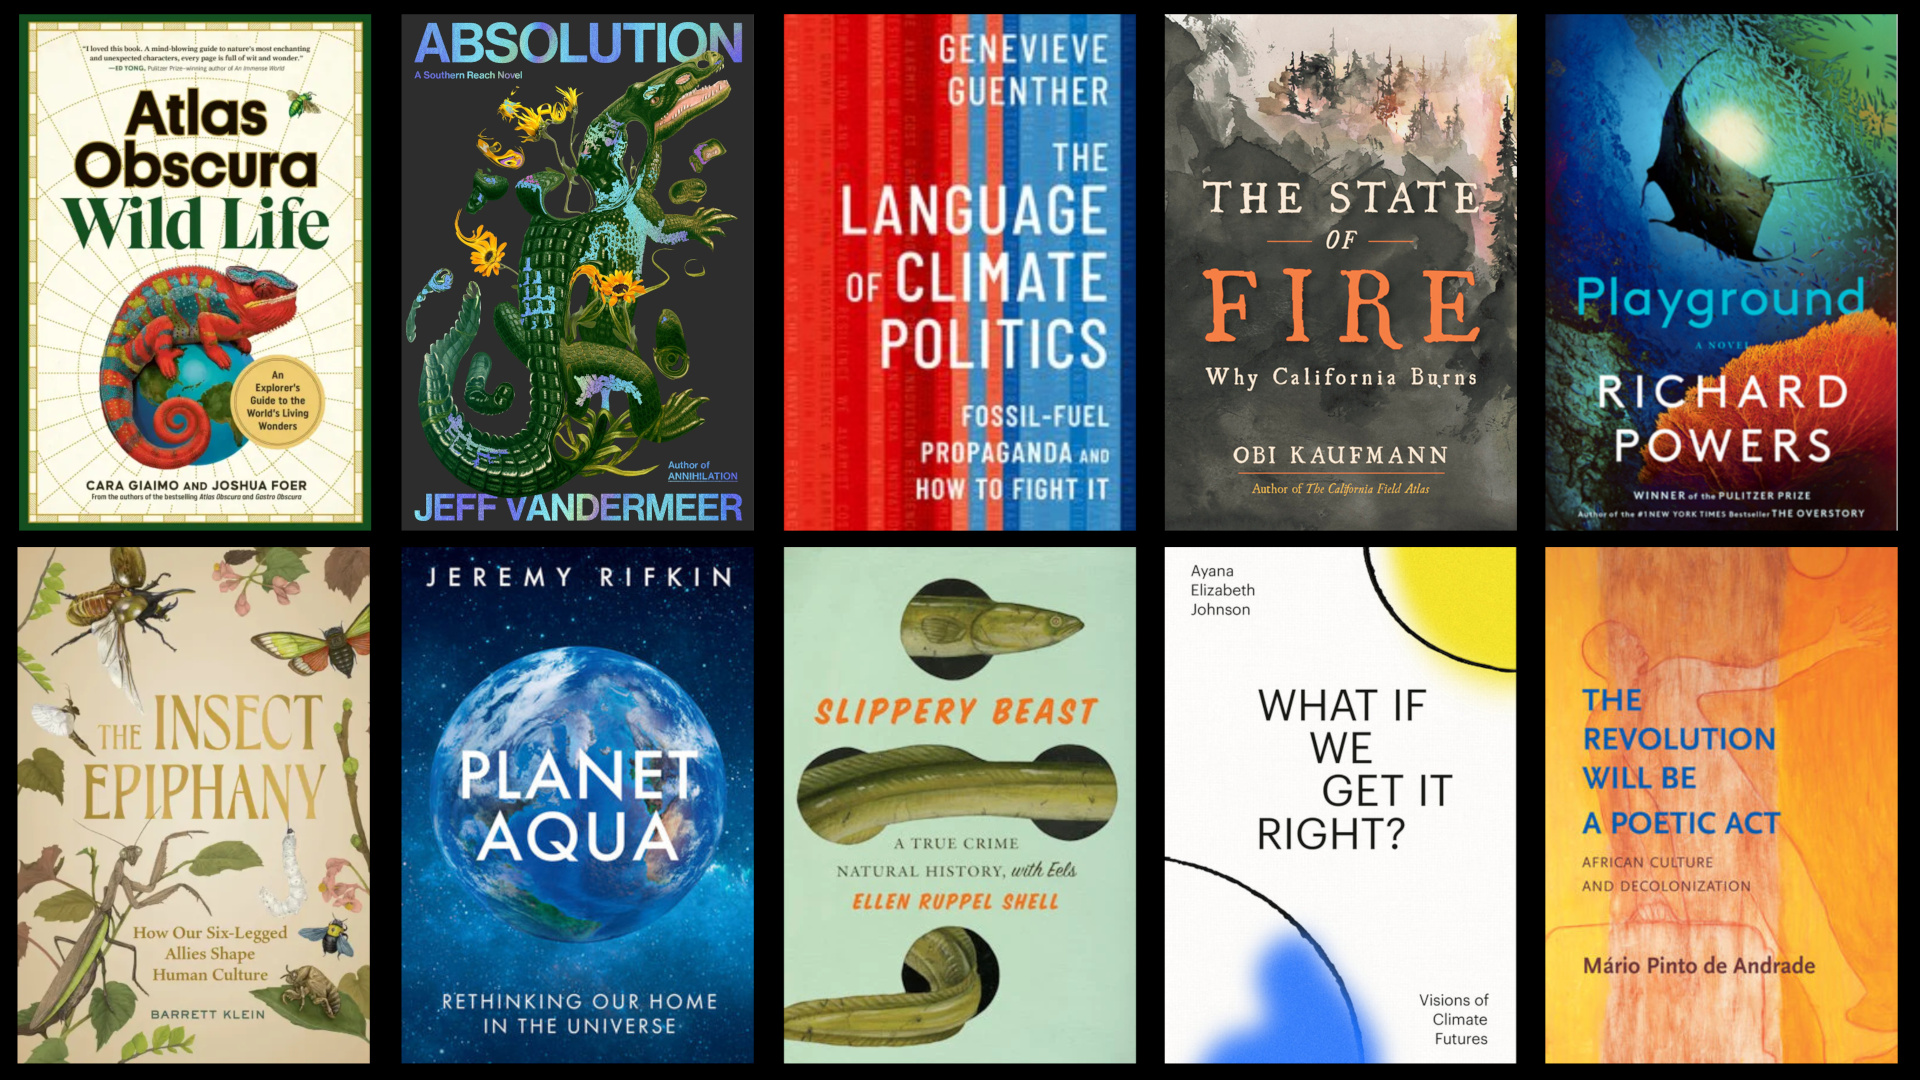 "I loved this book. A mind-blowing guide to nature's most enchanting
and unexpected characters, every page is full of wit and wonder."
—ED YONG, Pulitzer Prize–winning author of An Immense World
Atlas
Obscura
Wild Life
An
Explorer's
Guide to the
World's Living
Wonders
CARA GIAIMO AND JOSHUA FOER
From the authors of the bestselling Atlas Obscura and Gastro Obscura
ABSOLUTION
A Southern Reach Novel
Author of
ANNIHILATION
JEFF VANDERMEER
GENEVIEVE
GUENTHER
THE
LANGUAGE
OF CLIMATE
POLITICS
FOSSIL-FUEL
PROPAGANDA AND
HOW TO FIGHT IT
THE STATE
OF
FIRE
Why California Burns
OBI KAUFMANN
Author of The California Field Atlas
Playground
A NOVEL
RICHARD
POWERS
WINNER of the PULITZER PRIZE
Author of the #1 NEW YORK TIMES Bestseller THE OVERSTORY
THE INSECT
EPIPHANY
How Our Six-Legged
Allies Shape
Human Culture
BARRETT KLEIN
JEREMY RIFKIN
PLANET
AQUA
RETHINKING OUR HOME
IN THE UNIVERSE
SLIPPERY BEAST
A TRUE CRIME
NATURAL HISTORY, with Eels
ELLEN RUPPEL SHELL
Ayana
Elizabeth
Johnson
WHAT IF
WE
GET IT
RIGHT?
Visions of
Climate
Futures
THE
REVOLUTION
WILL BE
A POETIC ACT
AFRICAN CULTURE
AND DECOLONIZATION
Mário Pinto de Andrade